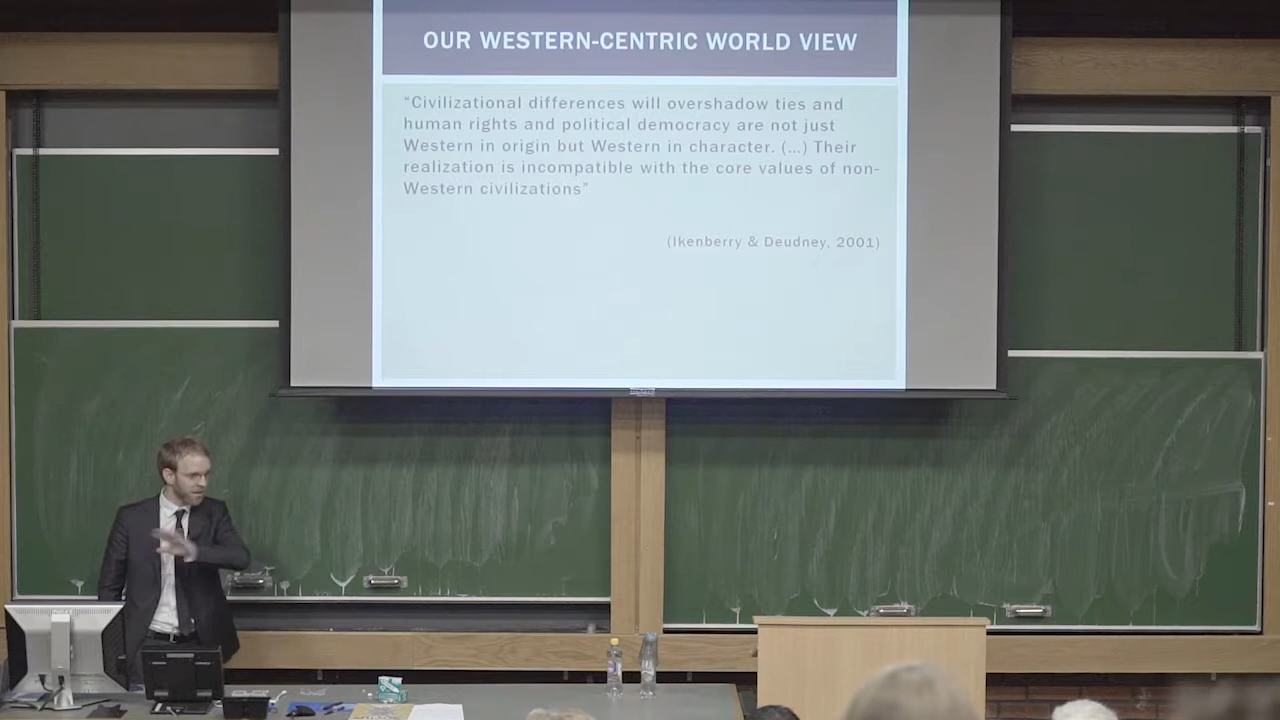 OUR WESTERN-CENTRIC WORLD VIEW
“Civilizational differences will overshadow ties and
human rights and political democracy are not just
Western in origin but Western in character. (...) Their
realization is incompatible with the core values of non-
Western civilizations”
(Ikenberry & Deudney, 2001)